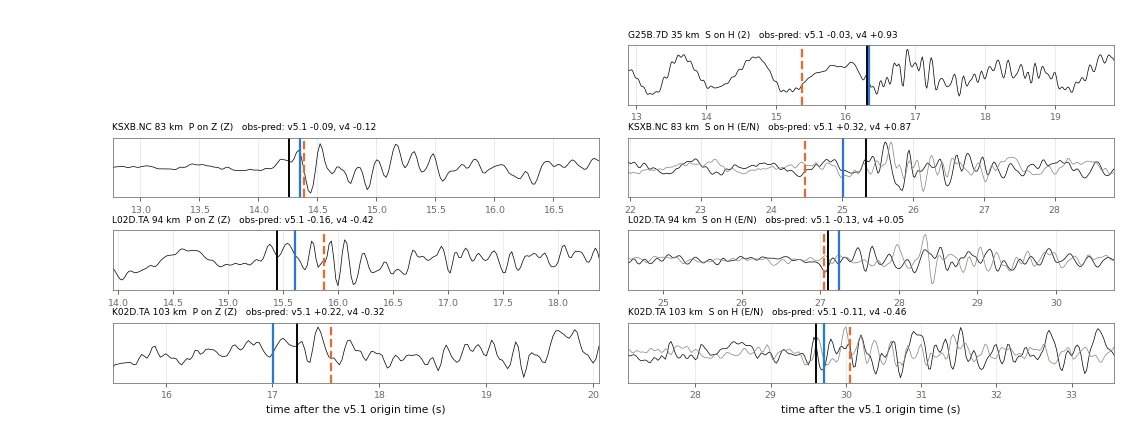 G25B.7D 35 km  S on H (2)   obs-pred: v5.1 -0.03, v4 +0.93
13 14 15 16 17 18 19
KSXB.NC 83 km  P on Z (Z)   obs-pred: v5.1 -0.09, v4 -0.12
13.0 13.5 14.0 14.5 15.0 15.5 16.0 16.5
KSXB.NC 83 km  S on H (E/N)   obs-pred: v5.1 +0.32, v4 +0.87
22 23 24 25 26 27 28
L02D.TA 94 km  P on Z (Z)   obs-pred: v5.1 -0.16, v4 -0.42
14.0 14.5 15.0 15.5 16.0 16.5 17.0 17.5 18.0
L02D.TA 94 km  S on H (E/N)   obs-pred: v5.1 -0.13, v4 +0.05
25 26 27 28 29 30
K02D.TA 103 km  P on Z (Z)   obs-pred: v5.1 +0.22, v4 -0.32
16 17 18 19 20
time after the v5.1 origin time (s)
K02D.TA 103 km  S on H (E/N)   obs-pred: v5.1 -0.11, v4 -0.46
28 29 30 31 32 33
time after the v5.1 origin time (s)